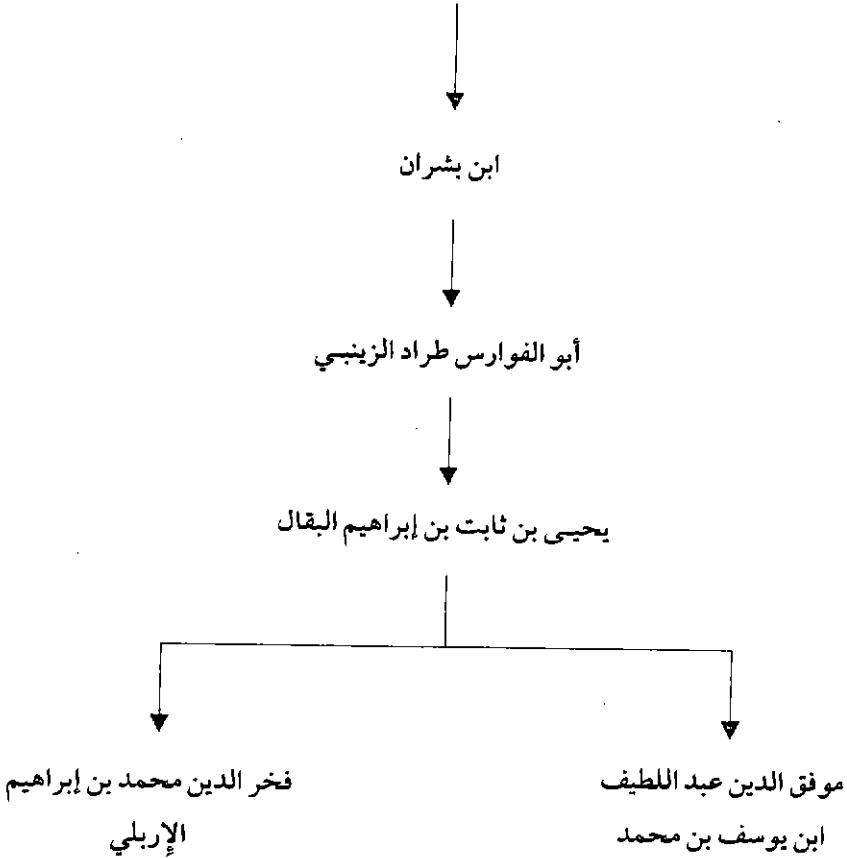 ابن بشران
أبو الفوارس طراد الزينبي
يحيى بن ثابت بن إبراهيم البقال
موفق الدين عبد اللطيف
ابن يوسف بن محمد
فخر الدين محمد بن إبراهيم
الإربلي